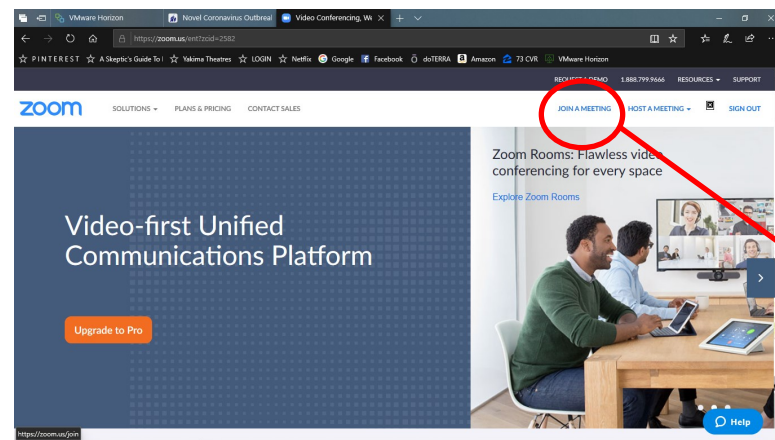 VMware Horizon
Novel Coronavirus Outbreal
Video Conferencing, We
https://zoom.us/ent?zcid=2582
PINTEREST A Skeptic's Guide To I Yakima Theatres LOGIN Netflix Google Facebook doTERRA Amazon 73 CVR VMware Horizon
REQUEST A DEMO 1.888.799.9666 RESOURCES SUPPORT
zoom SOLUTIONS PLANS & PRICING CONTACT SALES JOIN A MEETING HOST A MEETING SIGN OUT
Zoom Rooms: Flawless video
conferencing for every space
Explore Zoom Rooms
Video-first Unified
Communications Platform
Upgrade to Pro
Help
https://zoom.us/join